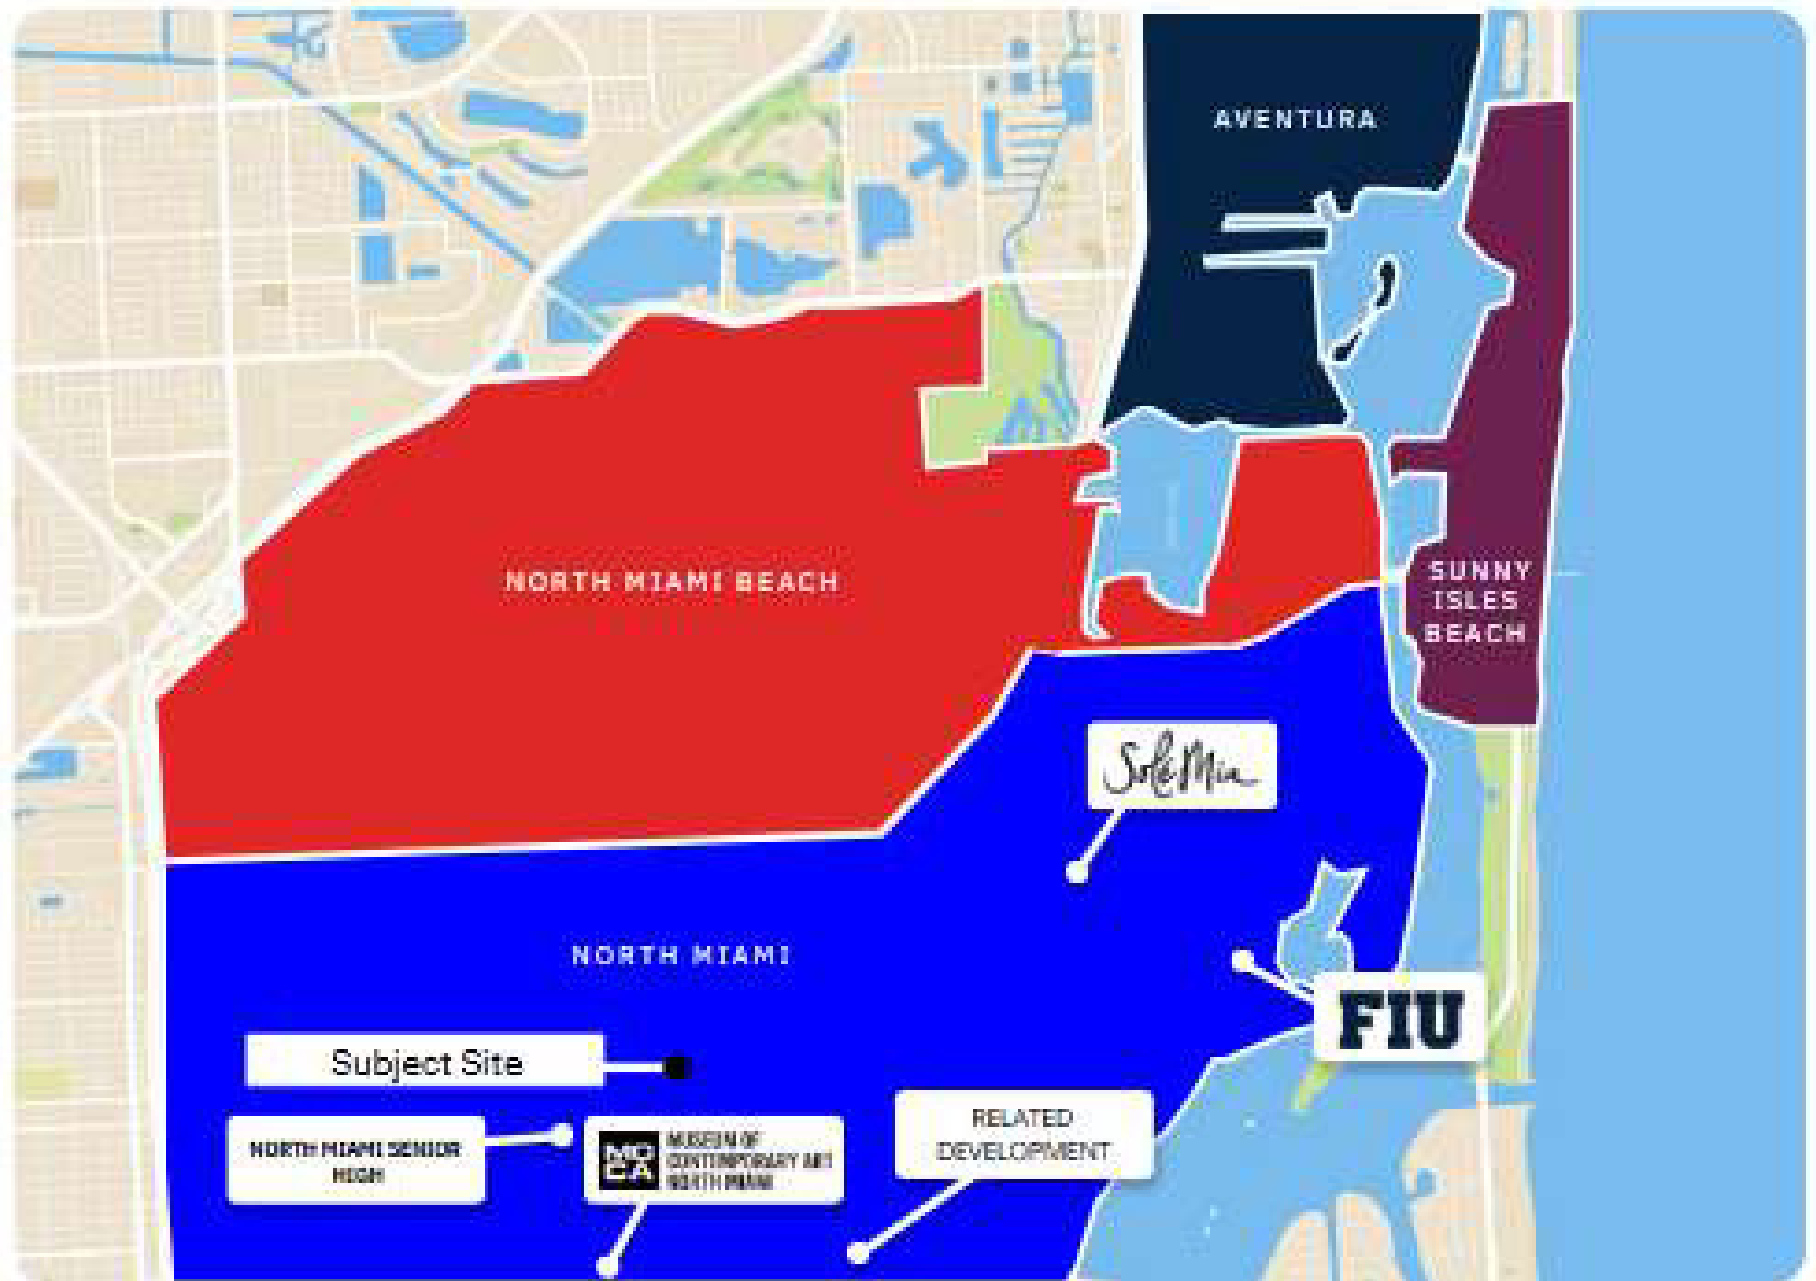 AVENTURA
NORTH MIAMI BEACH
SUNNY
ISLES
BEACH
Solé Mia
NORTH MIAMI
FIU
Subject Site
NORTH MIAMI SENIOR
HIGH
MO
CA
MUSEUM OF
CONTEMPORARY ART
NORTH MIAMI
RELATED
DEVELOPMENT